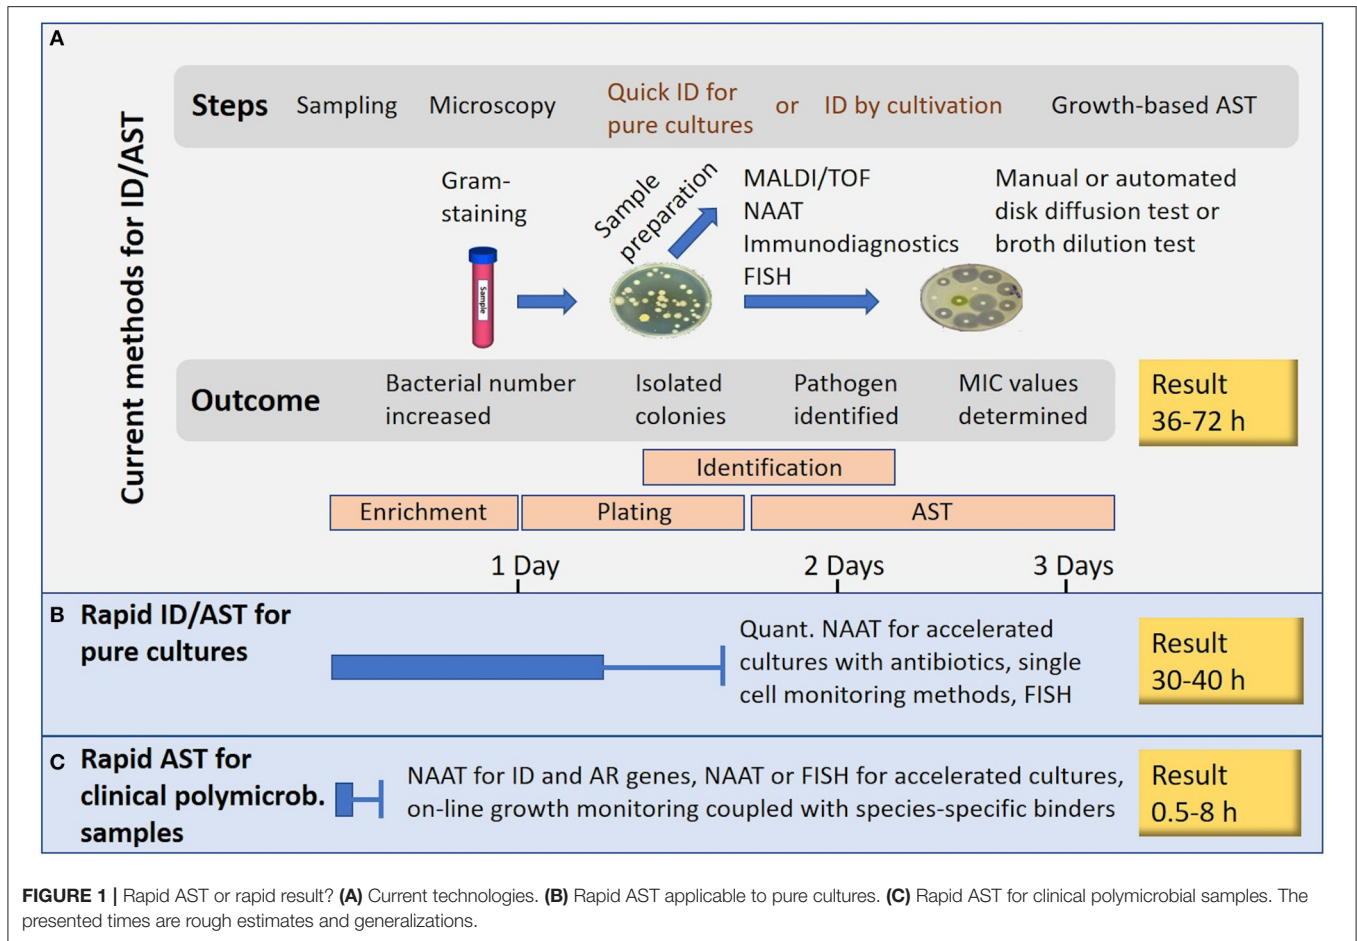 A
Current methods for ID/AST
Steps
Sampling
Microscopy
Quick ID for
pure cultures
or
ID by cultivation
Growth-based AST
Gram-
staining
Sample
preparation
MALDI/TOF
NAAT
Immunodiagnostics
FISH
Manual or automated
disk diffusion test or
broth dilution test
Sample
Outcome
Bacterial number
increased
Isolated
colonies
Pathogen
identified
MIC values
determined
Result
36-72 h
Identification
Enrichment
Plating
AST
1 Day
2 Days
3 Days
B
Rapid ID/AST for
pure cultures
Quant. NAAT for accelerated
cultures with antibiotics, single
cell monitoring methods, FISH
Result
30-40 h
C
Rapid AST for
clinical polymicrob.
samples
NAAT for ID and AR genes, NAAT or FISH for accelerated cultures,
on-line growth monitoring coupled with species-specific binders
Result
0.5-8 h
FIGURE 1 | Rapid AST or rapid result? (A) Current technologies. (B) Rapid AST applicable to pure cultures. (C) Rapid AST for clinical polymicrobial samples. The
presented times are rough estimates and generalizations.